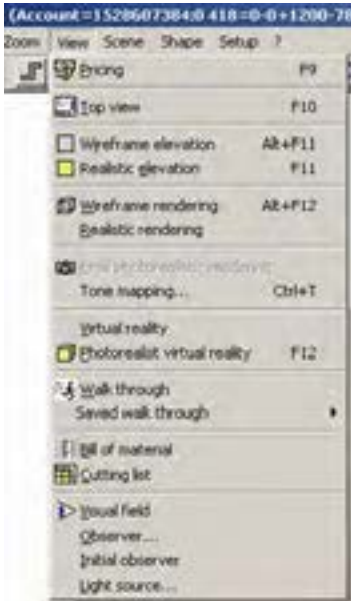 (Account=1528607384:0 418=0-0+1200-78
Zoom View Scene Shape Setup ?
Pricing F9
Top view F10
Wireframe elevation Alt+F11
Realistic elevation F11
Wireframe rendering Alt+F12
Realistic rendering
photorealistic rendering
Tone mapping... Ctrl+T
Virtual reality
Photorealist virtual reality F12
Walk through
Saved walk through
Bill of material
Cutting list
Visual field
Observer...
Initial observer
Light source...